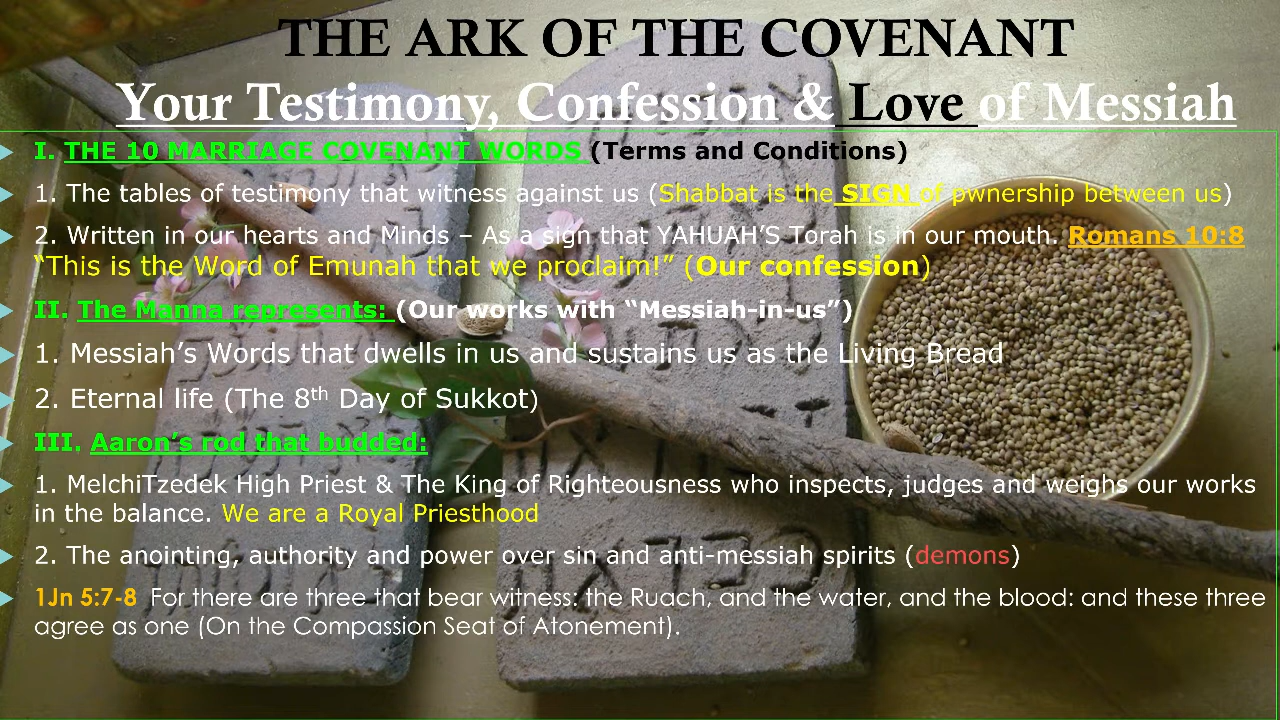 THE ARK OF THE COVENANT
Your Testimony, Confession & Love of Messiah
I. THE 10 MARRIAGE COVENANT WORDS (Terms and Conditions)
1. The tables of testimony that witness against us (Shabbat is the SIGN of pwnership between us)
2. Written in our hearts and Minds – As a sign that YAHUAH’S Torah is in our mouth. Romans 10:8
“This is the Word of Emunah that we proclaim!” (Our confession)
II. The Manna represents: (Our works with “Messiah-in-us”)
1. Messiah’s Words that dwells in us and sustains us as the Living Bread
2. Eternal life (The 8th Day of Sukkot)
III. Aaron’s rod that budded:
1. MelchiTzedek High Priest & The King of Righteousness who inspects, judges and weighs our works
in the balance. We are a Royal Priesthood
2. The anointing, authority and power over sin and anti-messiah spirits (demons)
1Jn 5:7-8 For there are three that bear witness: the Ruach, and the water, and the blood: and these three
agree as one (On the Compassion Seat of Atonement).